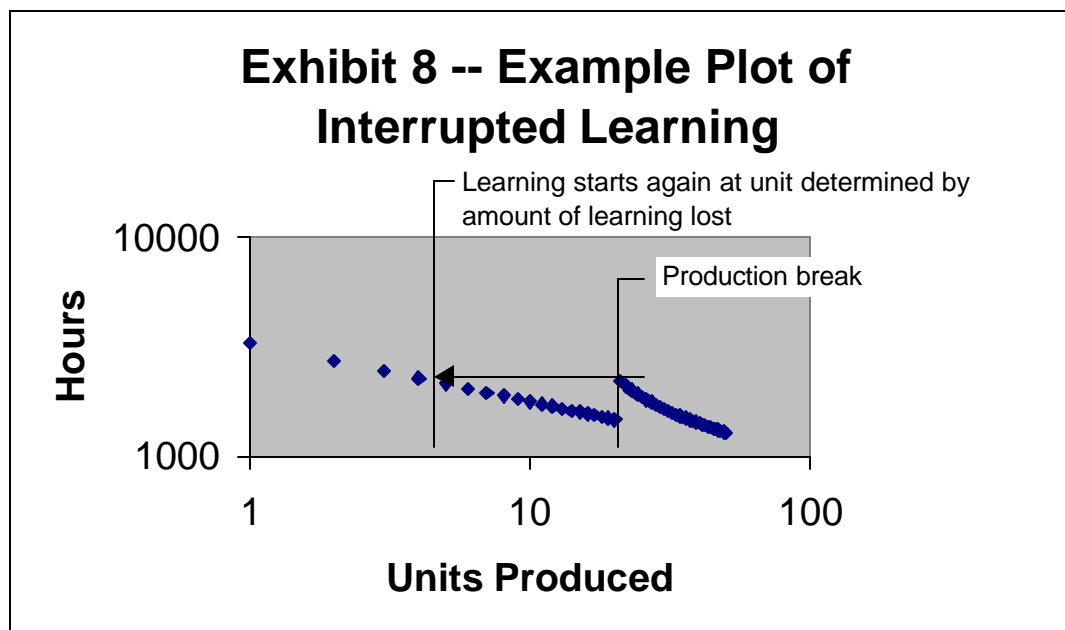 Exhibit 8 -- Example Plot of
Interrupted Learning
Learning starts again at unit determined by
amount of learning lost
10000
Production break
Hours
1000
1
10
100
Units Produced